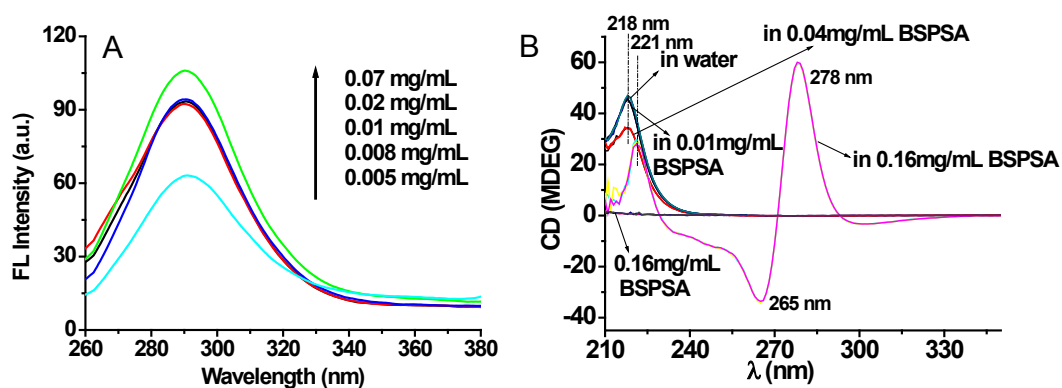 A
0.07 mg/mL
0.02 mg/mL
0.01 mg/mL
0.008 mg/mL
0.005 mg/mL
FL Intensity (a.u.)
120
90
60
30
0
260 280 300 320 340 360 380
Wavelength (nm)
B
218 nm
221 nm
in 0.04mg/mL BSPSA
in water
278 nm
in 0.01mg/mL
BSPSA
in 0.16mg/mL BSPSA
0.16mg/mL
BSPSA
265 nm
CD (MDEG)
60
40
20
0
-20
-40
210 240 270 300 330
λ (nm)